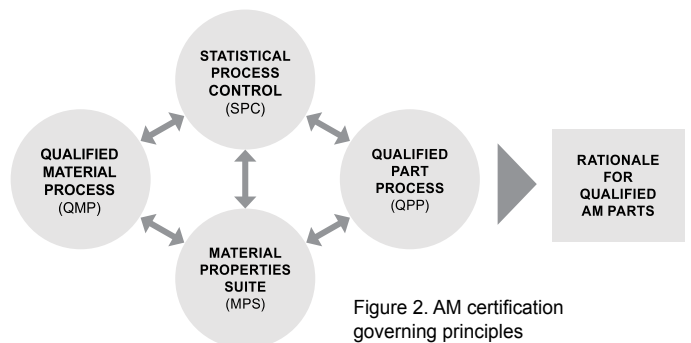 STATISTICAL
PROCESS
CONTROL
(SPC)
QUALIFIED
MATERIAL
PROCESS
(QMP)
QUALIFIED
PART
PROCESS
(QPP)
RATIONALE
FOR
QUALIFIED
AM PARTS
MATERIAL
PROPERTIES
SUITE
(MPS)
Figure 2. AM certification
governing principles